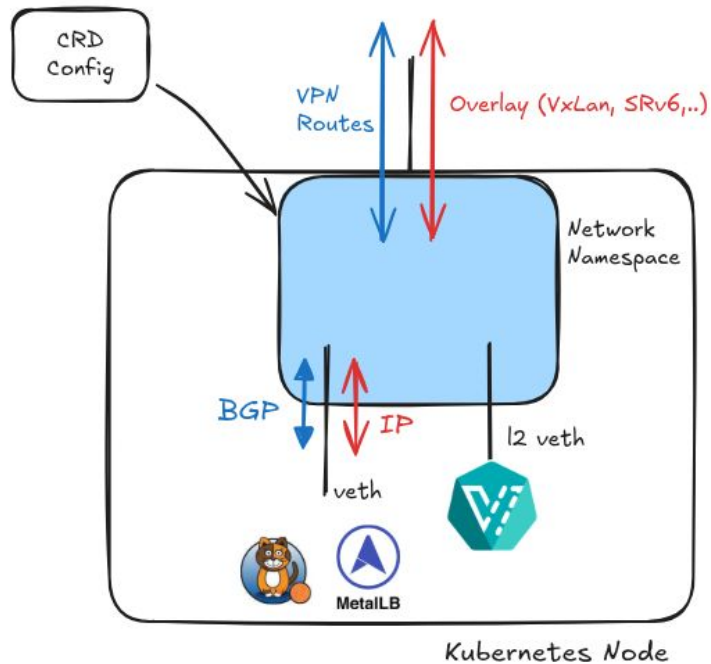 CRD
Config
VPN
Routes
Overlay (VxLan, SRv6,..)
Network
Namespace
BGP
IP
l2 veth
veth
MetalLB
Kubernetes Node